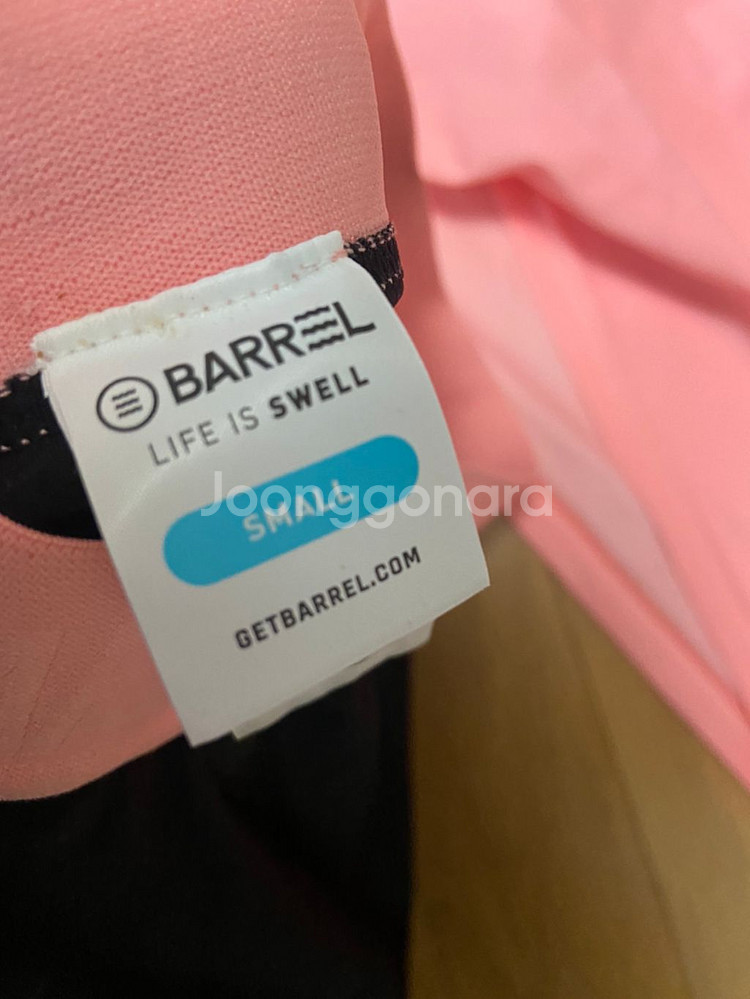 BARREL
LIFE IS SWELL
SMALL
Joonggonara
GETBARREL.COM